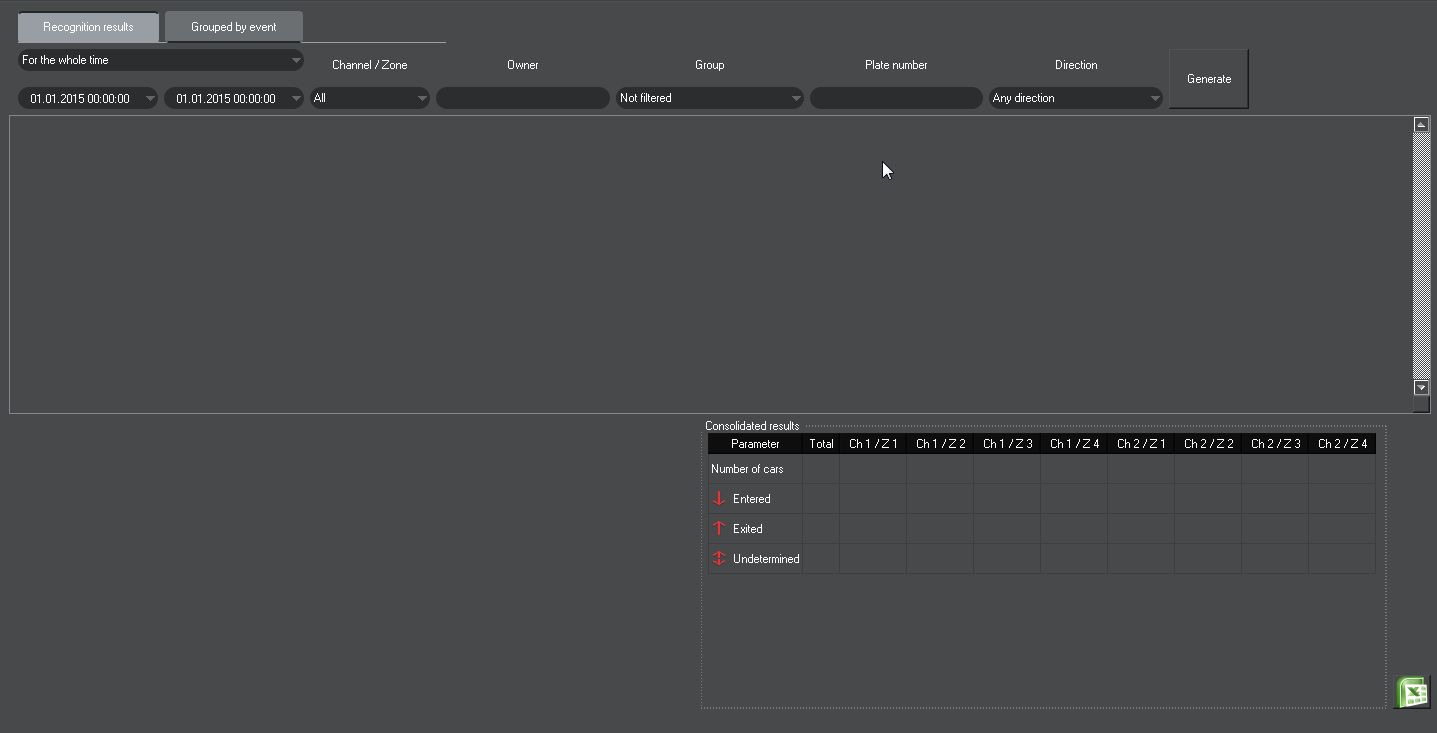 Recognition results
Grouped by event
For the whole time
Channel / Zone
Owner
Group
Plate number
Direction
Generate
01.01.2015 00:00:00
01.01.2015 00:00:00
All
Not filtered
Any direction
Consolidated results
Parameter Total Ch 1 / Z 1 Ch 1 / Z 2 Ch 1 / Z 3 Ch 1 / Z 4 Ch 2 / Z 1 Ch 2 / Z 2 Ch 2 / Z 3 Ch 2 / Z 4
Number of cars
Entered
Exited
Undetermined